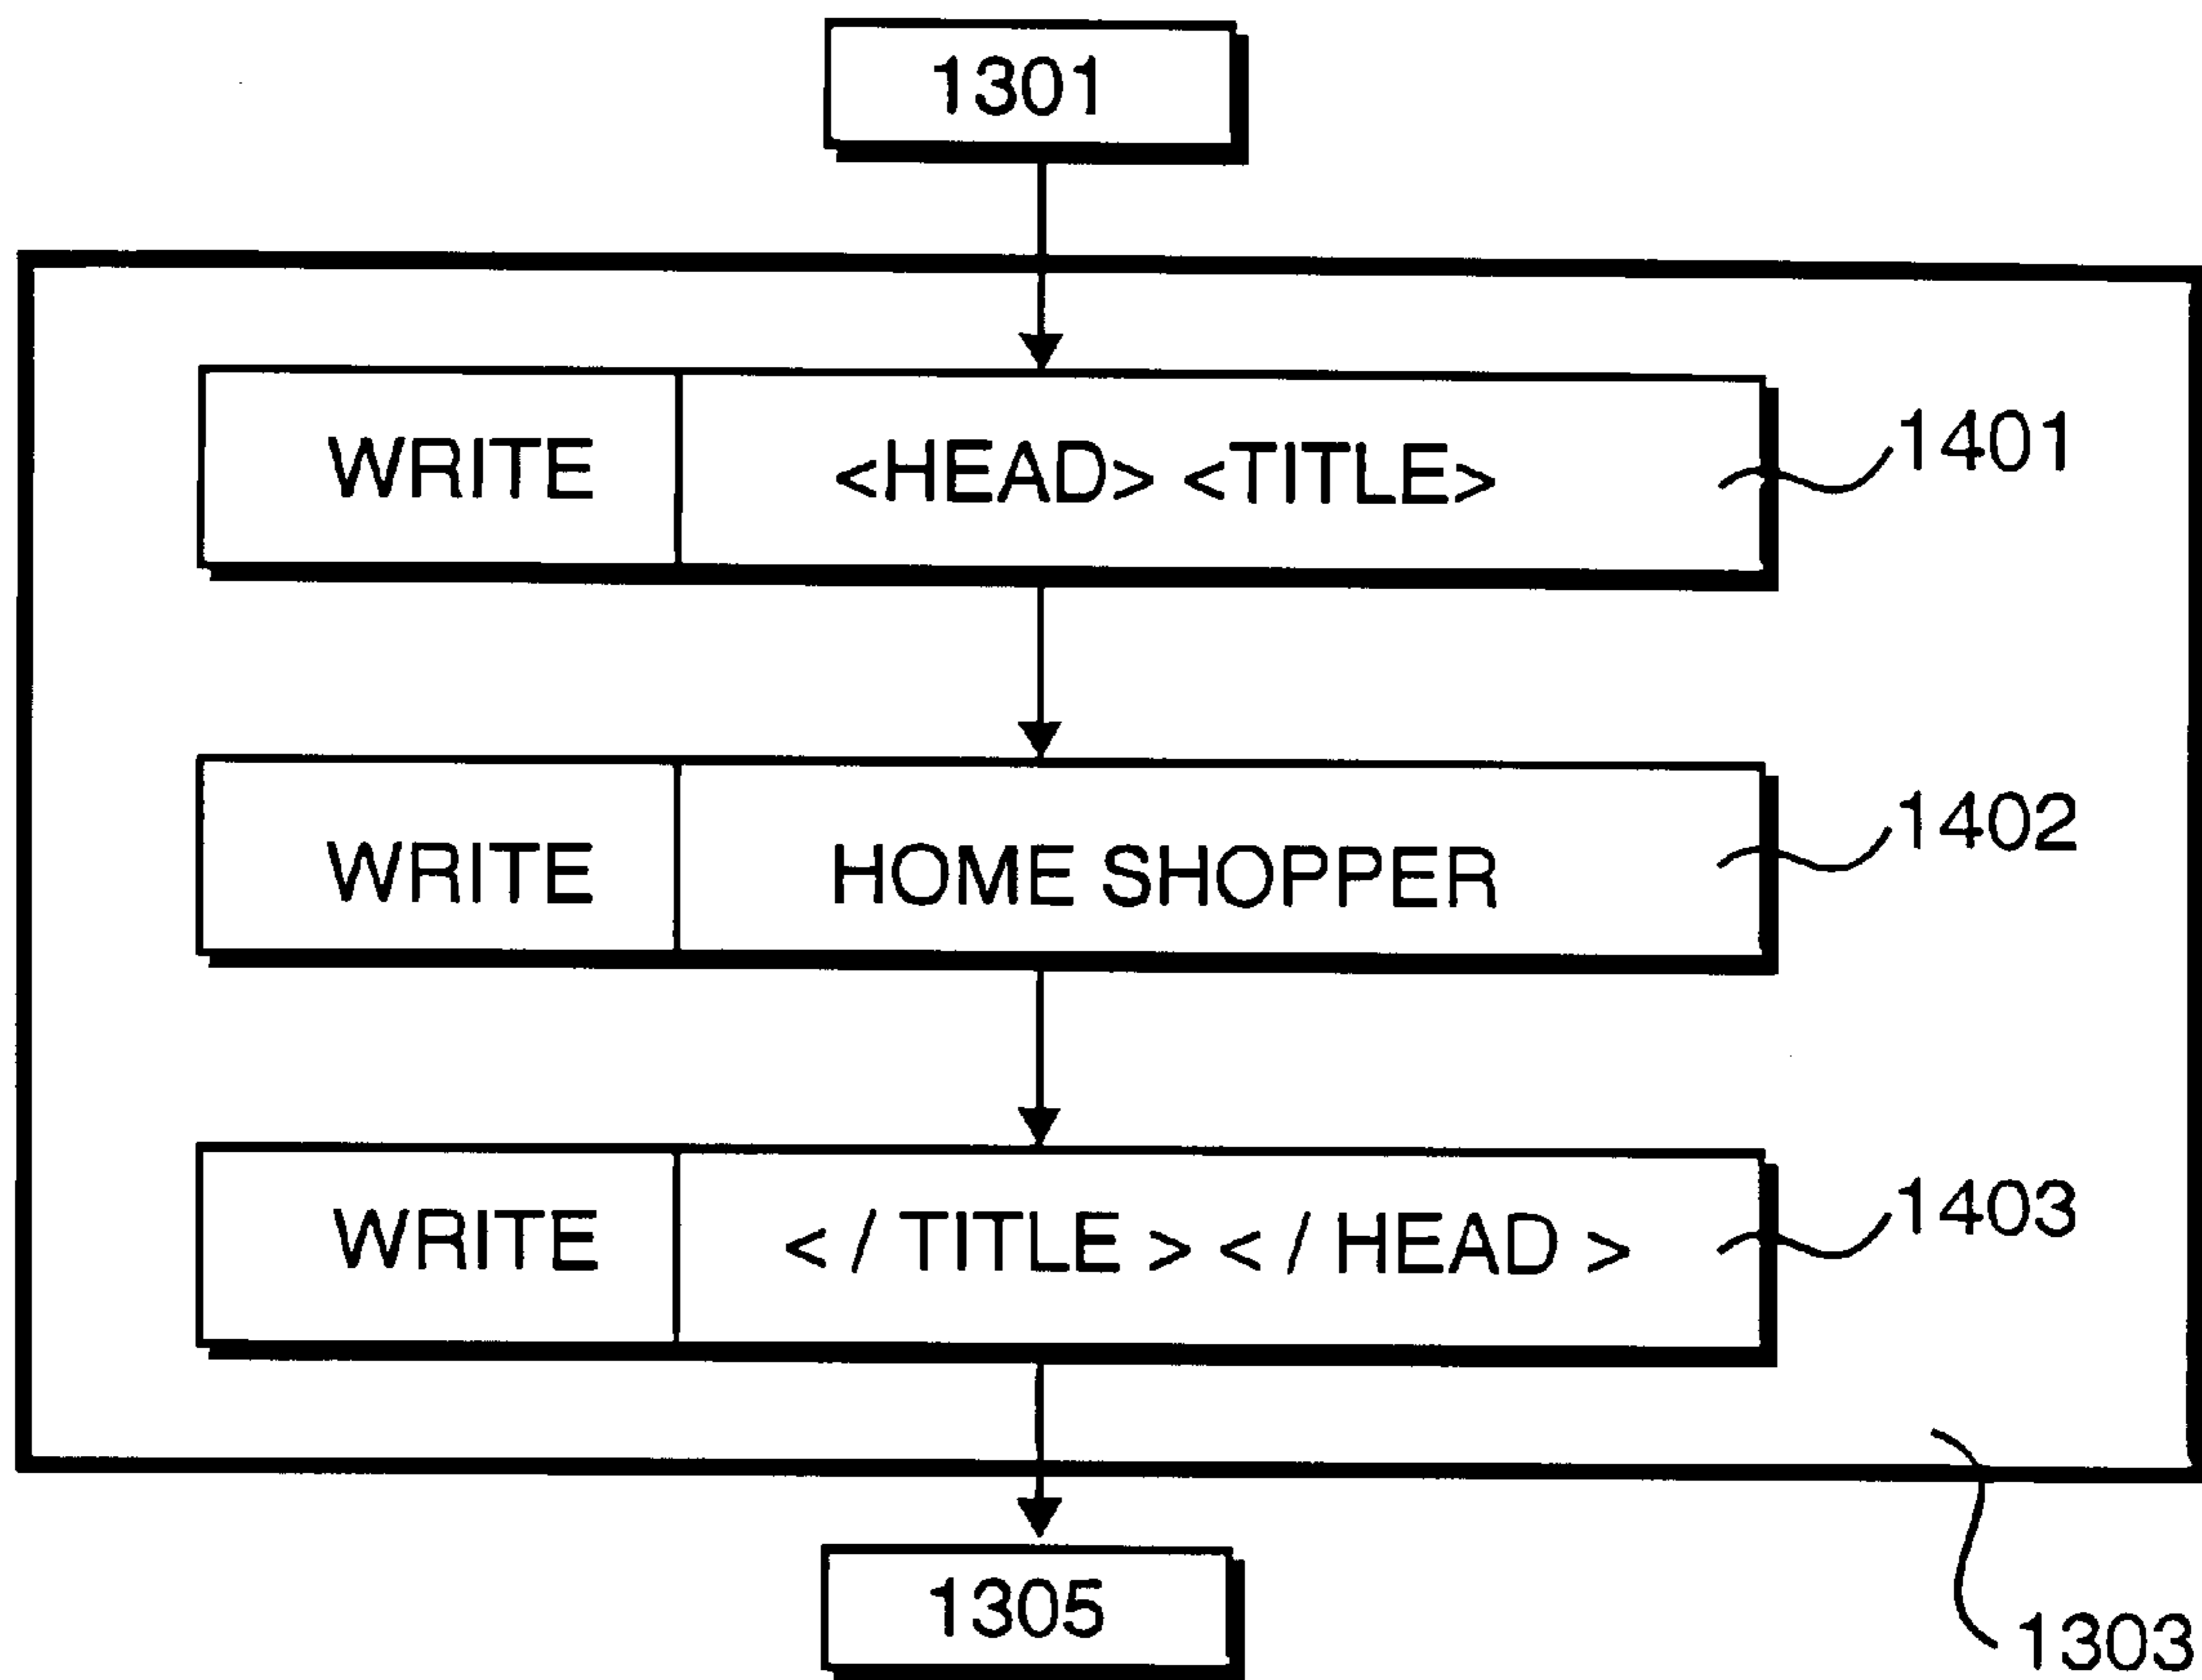 1301
WRITE <HEAD> <TITLE> 1401
WRITE HOME SHOPPER 1402
WRITE < / TITLE > < / HEAD > 1403
1305
1303